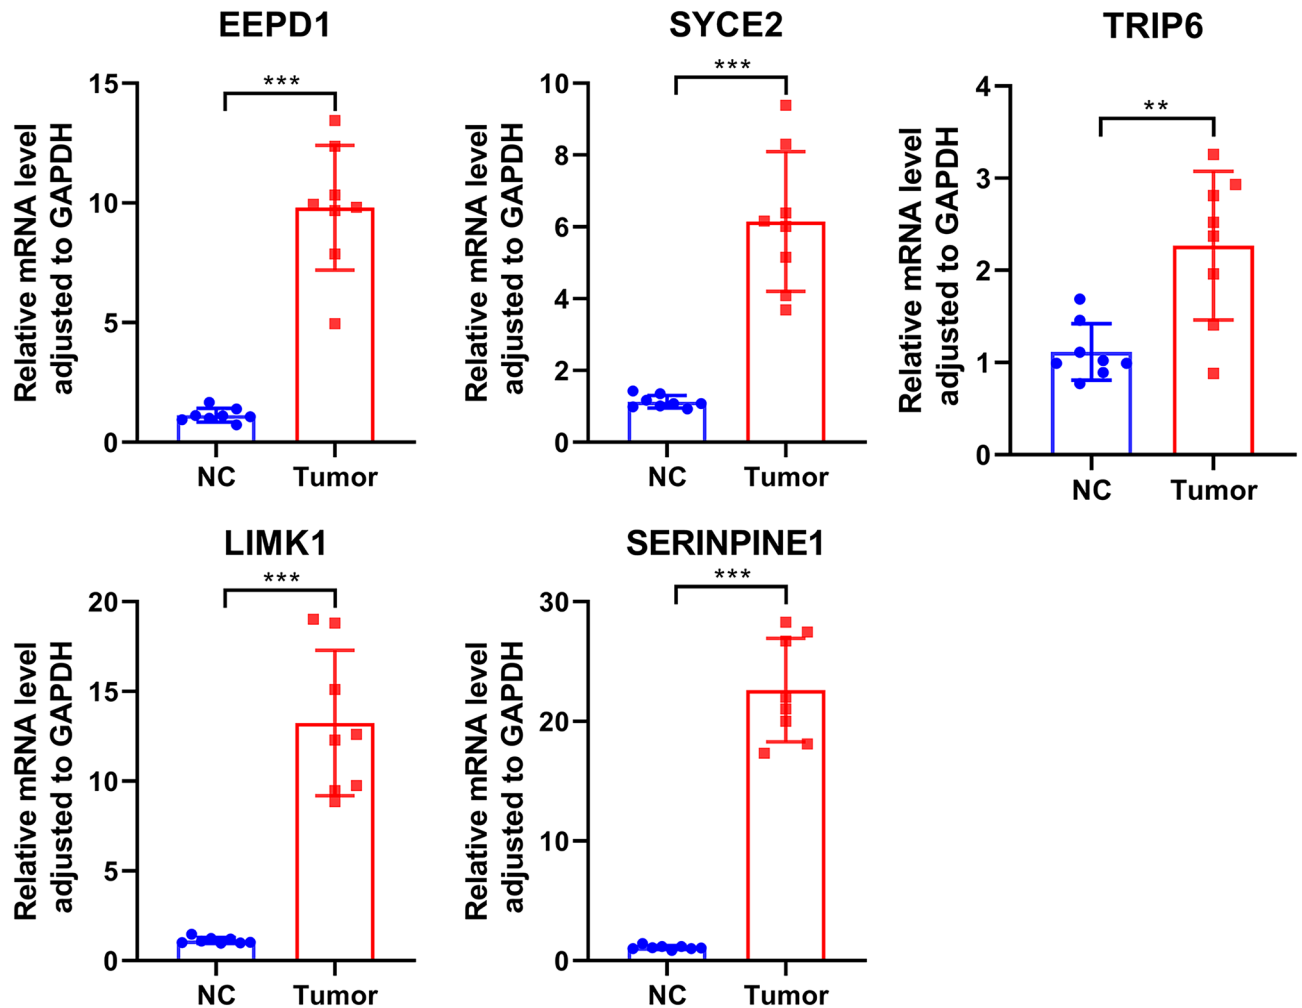 EEPD1
***
Relative mRNA level
adjusted to GAPDH
15
10
5
0
NC
Tumor
SYCE2
***
Relative mRNA level
adjusted to GAPDH
10
8
6
4
2
0
NC
Tumor
TRIP6
**
Relative mRNA level
adjusted to GAPDH
4
3
2
1
0
NC
Tumor
LIMK1
***
Relative mRNA level
adjusted to GAPDH
20
15
10
5
0
NC
Tumor
SERINPINE1
***
Relative mRNA level
adjusted to GAPDH
30
20
10
0
NC
Tumor